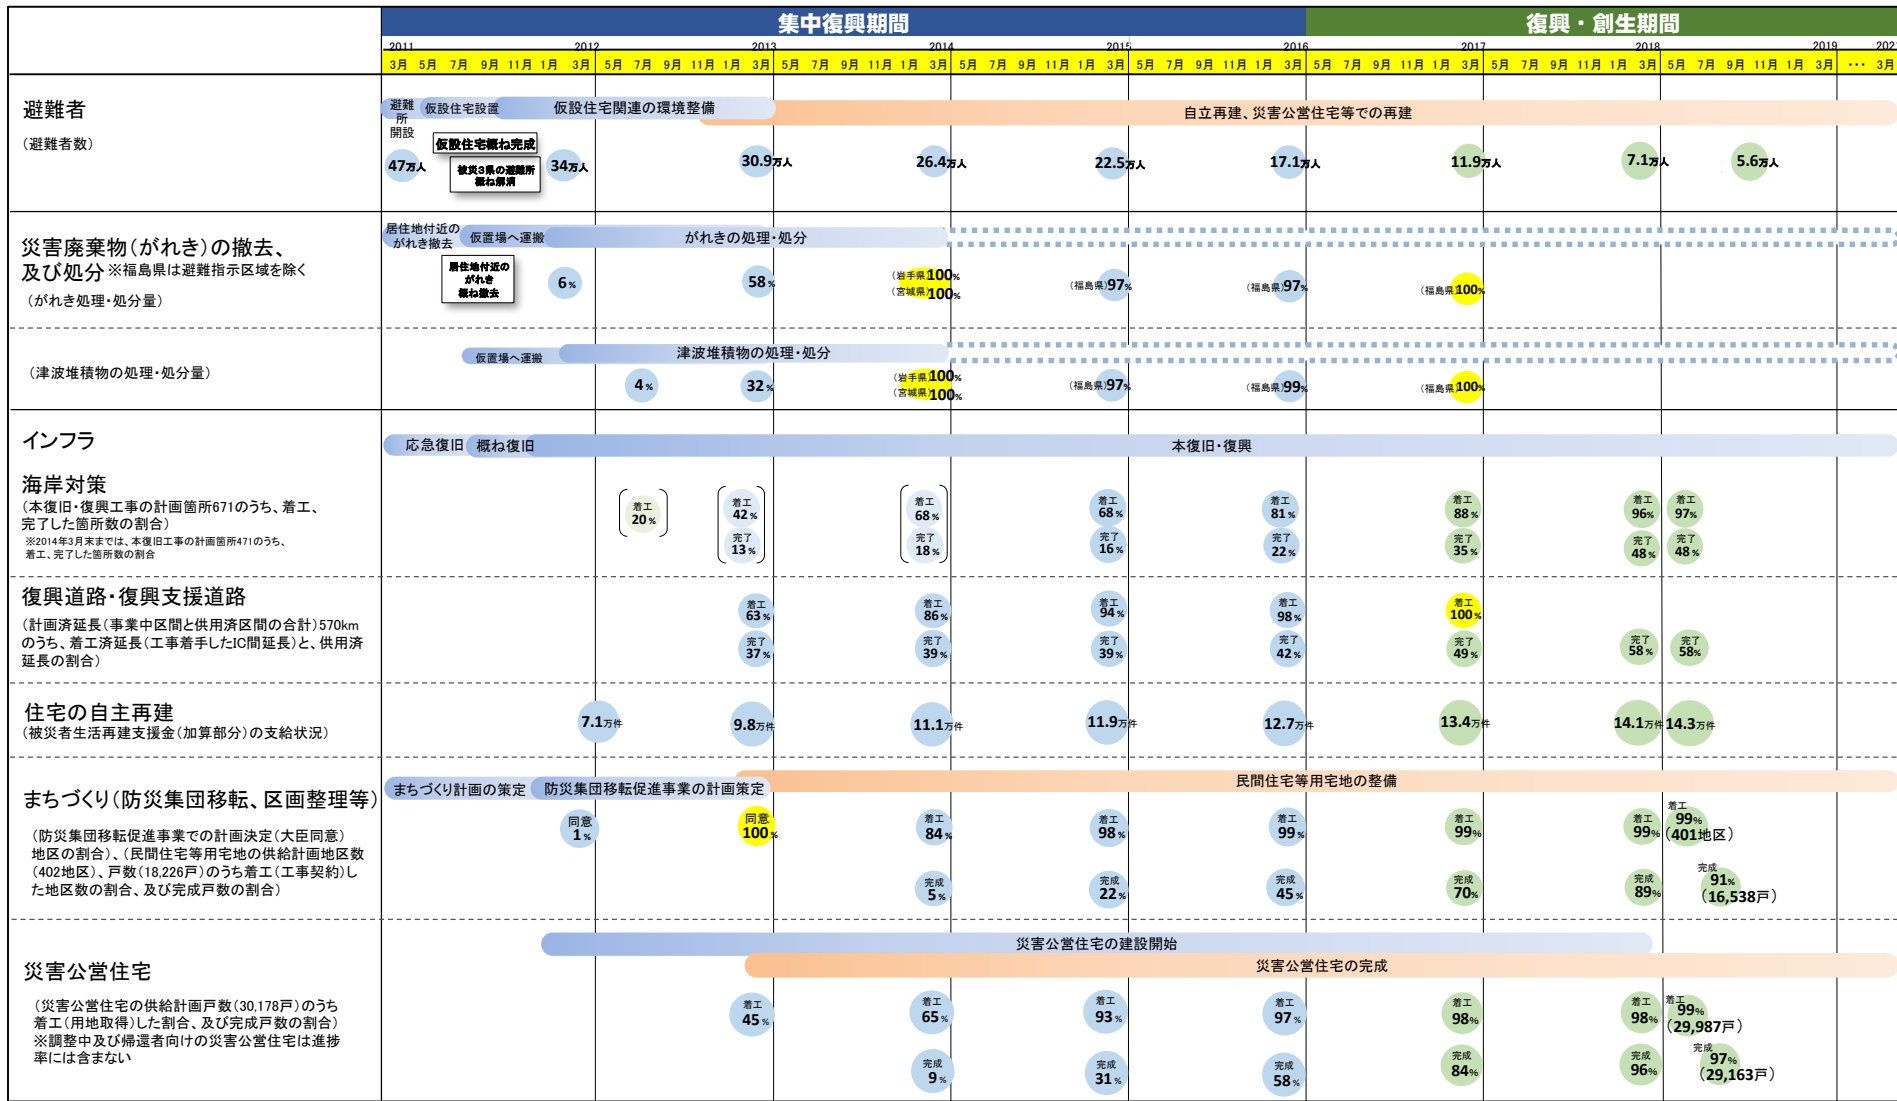 集中復興期間
復興・創生期間
2011 2012 2013 2014 2015 2016 2017 2018 2019 2021
3月 5月 7月 9月 11月 1月 3月 5月 7月 9月 11月 1月 3月 5月 7月 9月 11月 1月 3月 5月 7月 9月 11月 1月 3月 5月 7月 9月 11月 1月 3月 5月 7月 9月 11月 1月 3月 5月 7月 9月 11月 1月 3月 5月 7月 9月 11月 1月 3月 … 3月
避難者
(避難者数)
避難
所
開設
仮設住宅設置
仮設住宅関連の環境整備
自立再建、災害公営住宅等での再建
仮設住宅概ね完成
被災3県の避難所
概ね解消
47万人 34万人 30.9万人 26.4万人 22.5万人 17.1万人 11.9万人 7.1万人 5.6万人
災害廃棄物(がれき)の撤去、
及び処分 ※福島県は避難指示区域を除く
(がれき処理・処分量)
居住地付近の
がれき撤去
仮置場へ運搬
がれきの処理・処分
居住地付近の
がれき
概ね撤去
6% 58%
(岩手県)100%
(宮城県)100%
(福島県)97% (福島県)97% (福島県)100%
(津波堆積物の処理・処分量)
仮置場へ運搬
津波堆積物の処理・処分
4% 32%
(岩手県)100%
(宮城県)100%
(福島県)97% (福島県)99% (福島県)100%
インフラ
応急復旧 概ね復旧 本復旧・復興
海岸対策
(本復旧・復興工事の計画箇所671のうち、着工、
完了した箇所数の割合)
※2014年3月末までは、本復旧工事の計画箇所471のうち、
着工、完了した箇所数の割合
着工 着工 着工 着工 着工 着工 着工 着工
20% 42% 68% 68% 81% 88% 96% 97%
完了 完了 完了 完了 完了 完了 完了
13% 18% 16% 22% 35% 48% 48%
復興道路・復興支援道路
(計画済延長(事業中区間と供用済区間の合計)570km
のうち、着工済延長(工事着手したIC間延長)と、供用済
延長の割合)
着工 着工 着工 着工 着工
63% 86% 94% 98% 100%
完了 完了 完了 完了 完了 完了 完了
37% 39% 39% 42% 49% 58% 58%
住宅の自主再建
(被災者生活再建支援金(加算部分)の支給状況)
7.1万件 9.8万件 11.1万件 11.9万件 12.7万件 13.4万件 14.1万件 14.3万件
まちづくり(防災集団移転、区画整理等)
(防災集団移転促進事業での計画決定(大臣同意)
地区の割合)、(民間住宅等用宅地の供給計画地区数
(402地区)、戸数(18,226戸)のうち着工(工事契約)し
た地区数の割合、及び完成戸数の割合)
まちづくり計画の策定
防災集団移転促進事業の計画策定
民間住宅等用宅地の整備
同意 同意 着工 着工 着工 着工 着工 着工
1% 100% 84% 98% 99% 99% 99% 99%
(401地区)
完成 完成 完成 完成 完成 完成
5% 22% 45% 70% 89% 91%
(16,538戸)
災害公営住宅
(災害公営住宅の供給計画戸数(30,178戸)のうち
着工(用地取得)した割合、及び完成戸数の割合)
※調整中及び帰還者向けの災害公営住宅は進捗
率には含まない
災害公営住宅の建設開始
災害公営住宅の完成
着工 着工 着工 着工 着工 着工 着工
45% 65% 93% 97% 98% 98% 99%
(29,987戸)
完成 完成 完成 完成 完成 完成
9% 31% 58% 84% 96% 97%
(29,163戸)